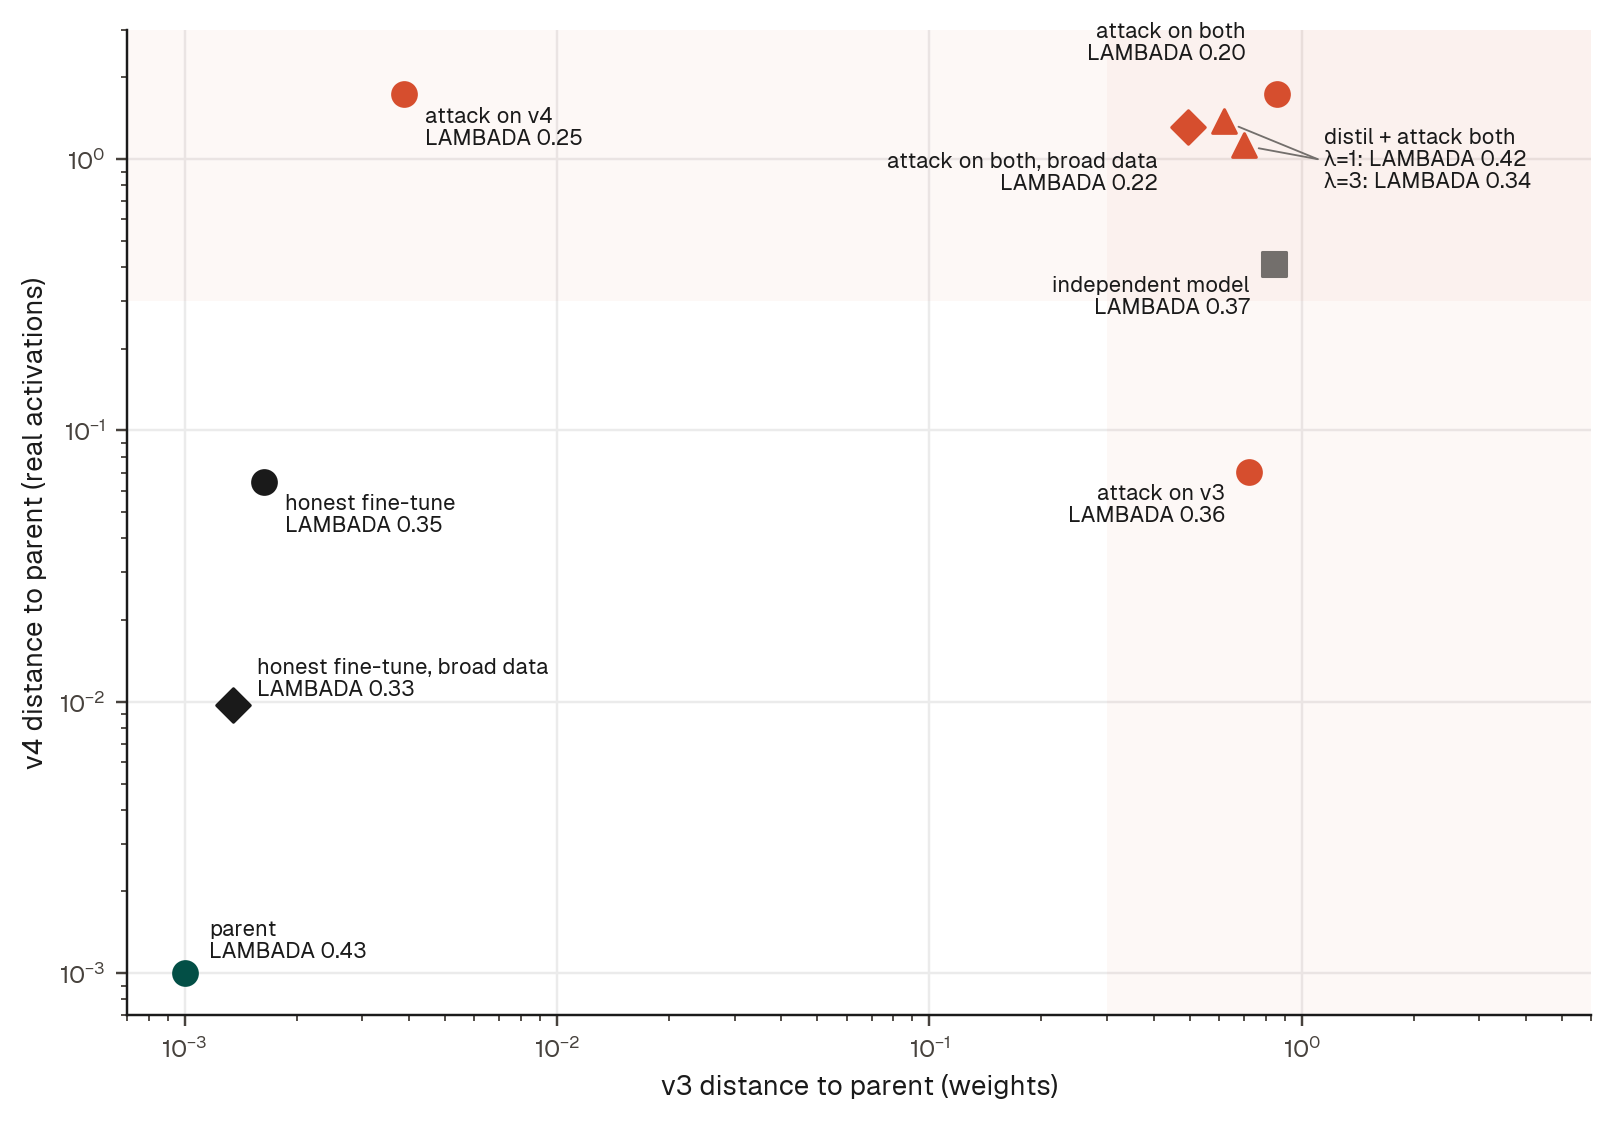 attack on both
LAMBADA 0.20
attack on v4
LAMBADA 0.25
distil + attack both
λ=1: LAMBADA 0.42
λ=3: LAMBADA 0.34
attack on both, broad data
LAMBADA 0.22
independent model
LAMBADA 0.37
attack on v3
LAMBADA 0.36
honest fine-tune
LAMBADA 0.35
honest fine-tune, broad data
LAMBADA 0.33
parent
LAMBADA 0.43
v4 distance to parent (real activations)
10⁰
10⁻¹
10⁻²
10⁻³
10⁻³ 10⁻² 10⁻¹ 10⁰
v3 distance to parent (weights)